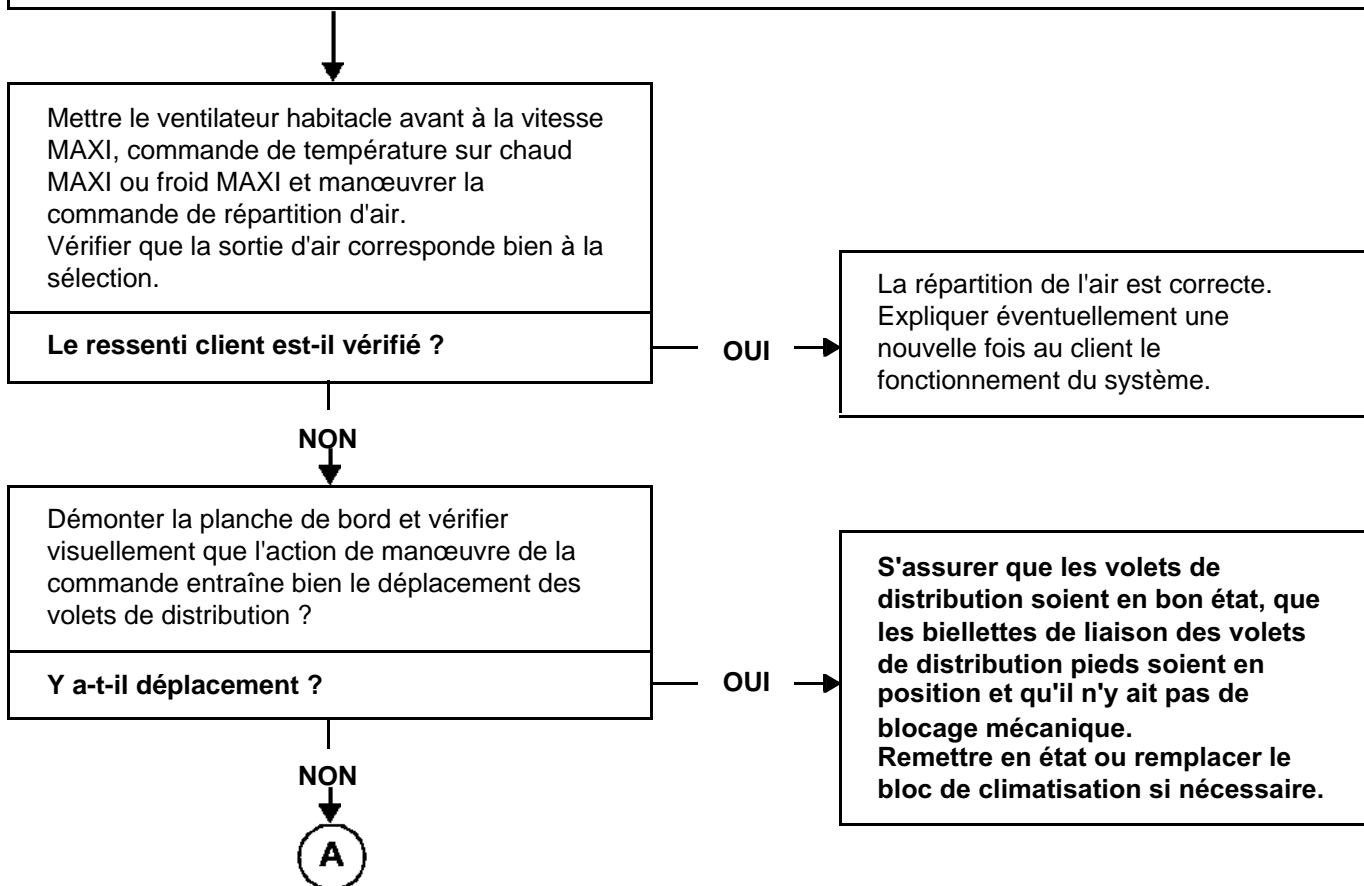 Mettre le ventilateur habitacle avant à la vitesse
MAXI, commande de température sur chaud
MAXI ou froid MAXI et manœuvrer la
commande de répartition d'air.
Vérifier que la sortie d'air corresponde bien à la
sélection.
Le ressenti client est-il vérifié ?
OUI
La répartition de l'air est correcte.
Expliquer éventuellement une
nouvelle fois au client le
fonctionnement du système.
NON
Démonter la planche de bord et vérifier
visuellement que l'action de manœuvre de la
commande entraîne bien le déplacement des
volets de distribution ?
Y a-t-il déplacement ?
OUI
S'assurer que les volets de
distribution soient en bon état, que
les biellettes de liaison des volets
de distribution pieds soient en
position et qu'il n'y ait pas de
blocage mécanique.
Remettre en état ou remplacer le
bloc de climatisation si nécessaire.
NON
A